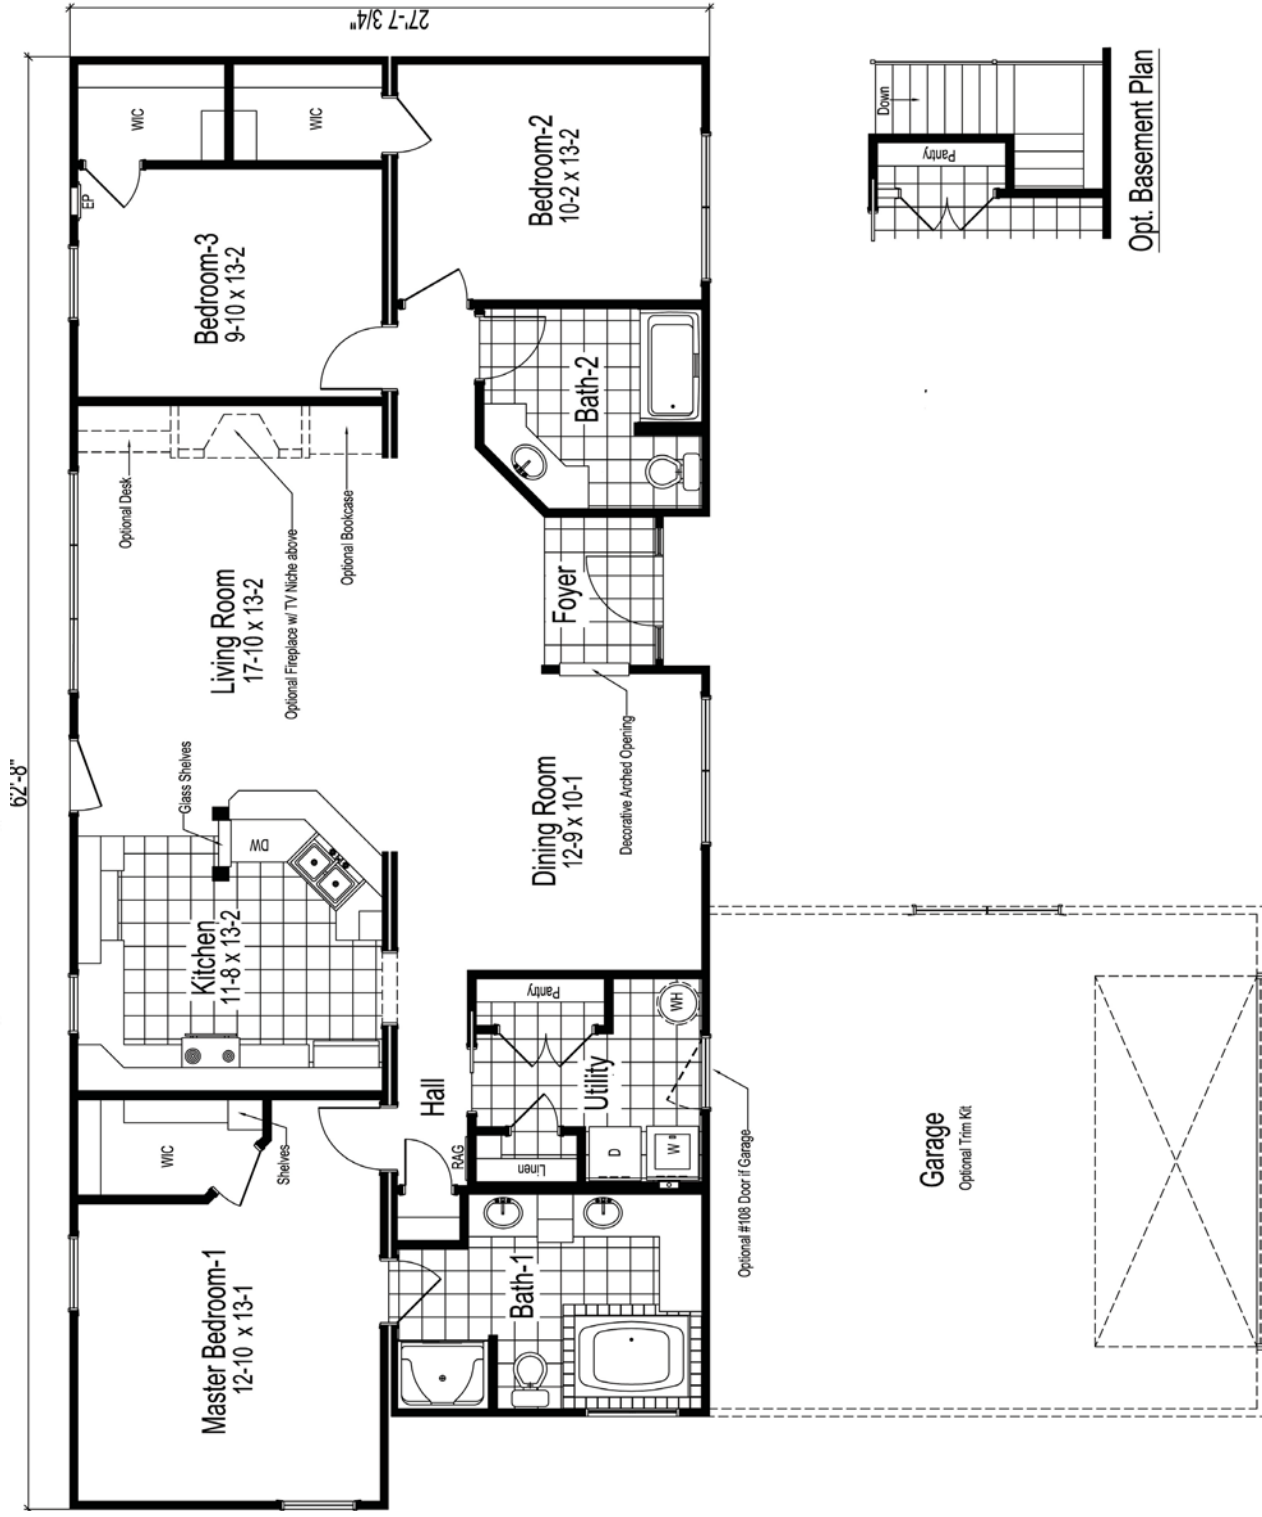 27'-7 3/4"
62'-8"
WIC
WIC
EP
Bedroom-3
9-10 x 13-2
Bedroom-2
10-2 x 13-2
Down
Pantry
Opt. Basement Plan
Optional Desk
Optional Fireplace w/ TV Niche above
Optional Bookcase
Bath-2
Living Room
17-10 x 13-2
Foyer
Glass Shelves
DW
Dining Room
12-9 x 10-1
Decorative Arched Opening
Kitchen
11-8 x 13-2
Pantry
WH
Hall
Utility
WIC
Shelves
RAG
Linen
D
W
Optional #108 Door if Garage
Garage
Optional Trim Kit
Master Bedroom-1
12-10 x 13-1
Bath-1